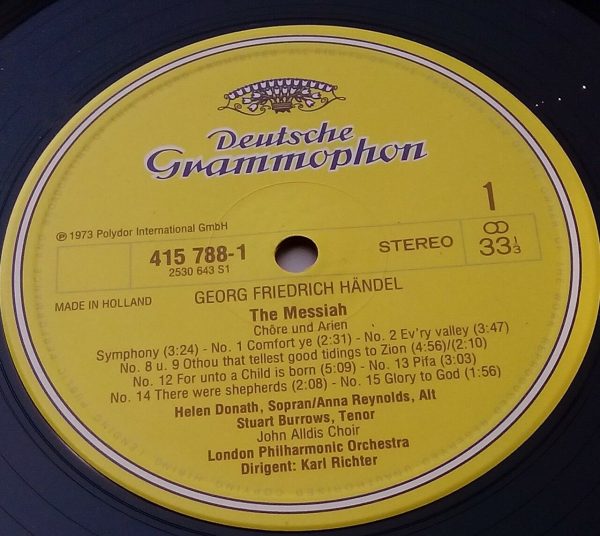 Deutsche
Grammophon
℗ 1973 Polydor International GmbH
1
415 788-1
2530 643 S1
STEREO
33⅓
MADE IN HOLLAND
GEORG FRIEDRICH HÄNDEL
The Messiah
Chöre und Arien
Symphony (3:24) - No. 1 Comfort ye (2:31) - No. 2 Ev'ry valley (3:47)
No. 8 u. 9 Othou that tellest good tidings to Zion (4:56)/(2:10)
No. 12 For unto a Child is born (5:09) - No. 13 Pifa (3:03)
No. 14 There were shepherds (2:08) - No. 15 Glory to God (1:56)
Helen Donath, Sopran/Anna Reynolds, Alt
Stuart Burrows, Tenor
John Alldis Choir
London Philharmonic Orchestra
Dirigent: Karl Richter